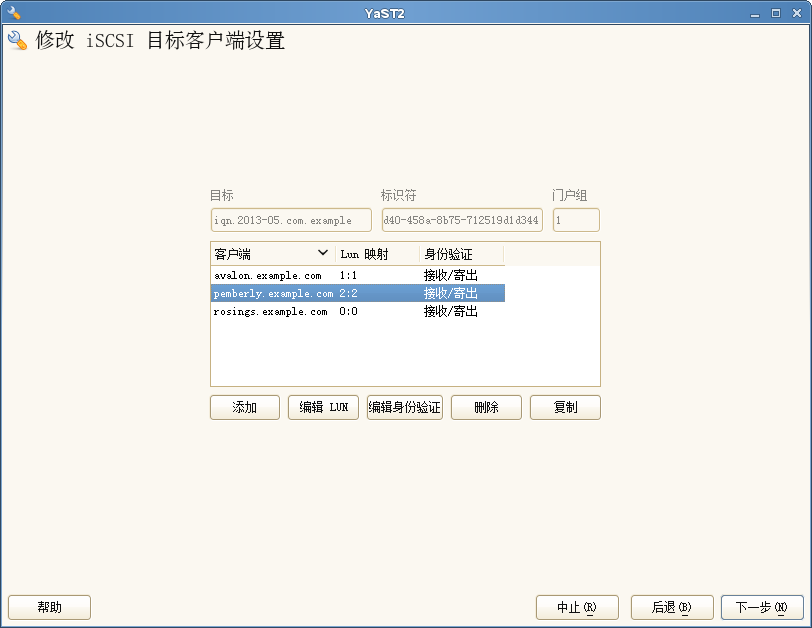 YaST2
修改 iSCSI 目标客户端设置
目标 标识符 门户组
iqn.2013-05.com.example d40-458a-8b75-712519d1d344 1
客户端 Lun 映射 身份验证
avalon.example.com 1:1 接收/寄出
pemberly.example.com 2:2 接收/寄出
rosings.example.com 0:0 接收/寄出
添加 编辑 LUN 编辑身份验证 删除 复制
帮助 中止(R) 后退(B) 下一步(N)